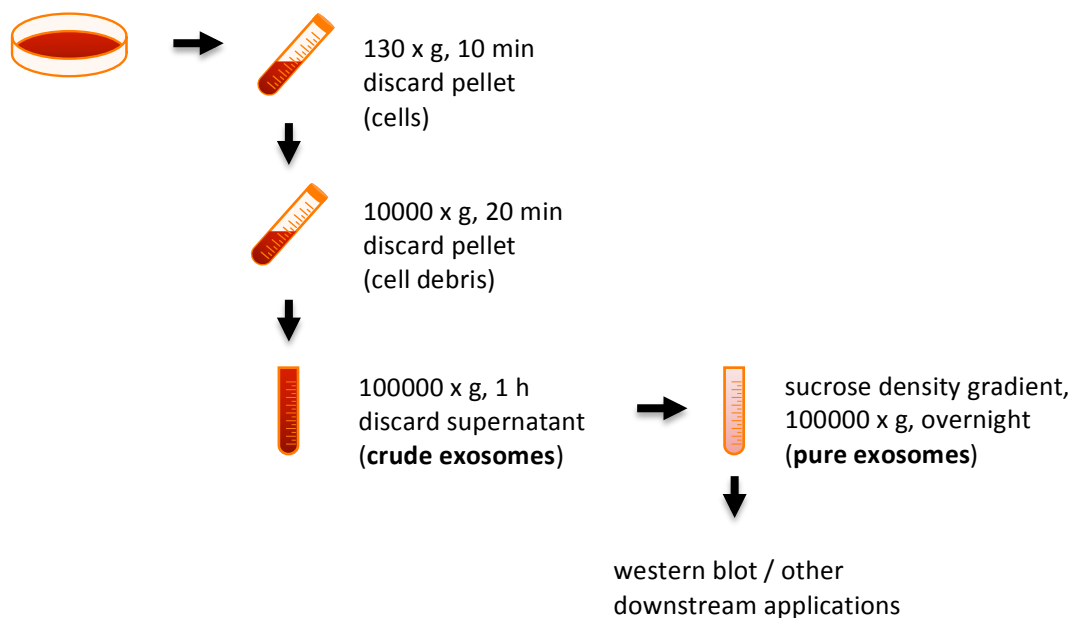 130 x g, 10 min
discard pellet
(cells)
10000 x g, 20 min
discard pellet
(cell debris)
100000 x g, 1 h
discard supernatant
(crude exosomes)
sucrose density gradient,
100000 x g, overnight
(pure exosomes)
western blot / other
downstream applications